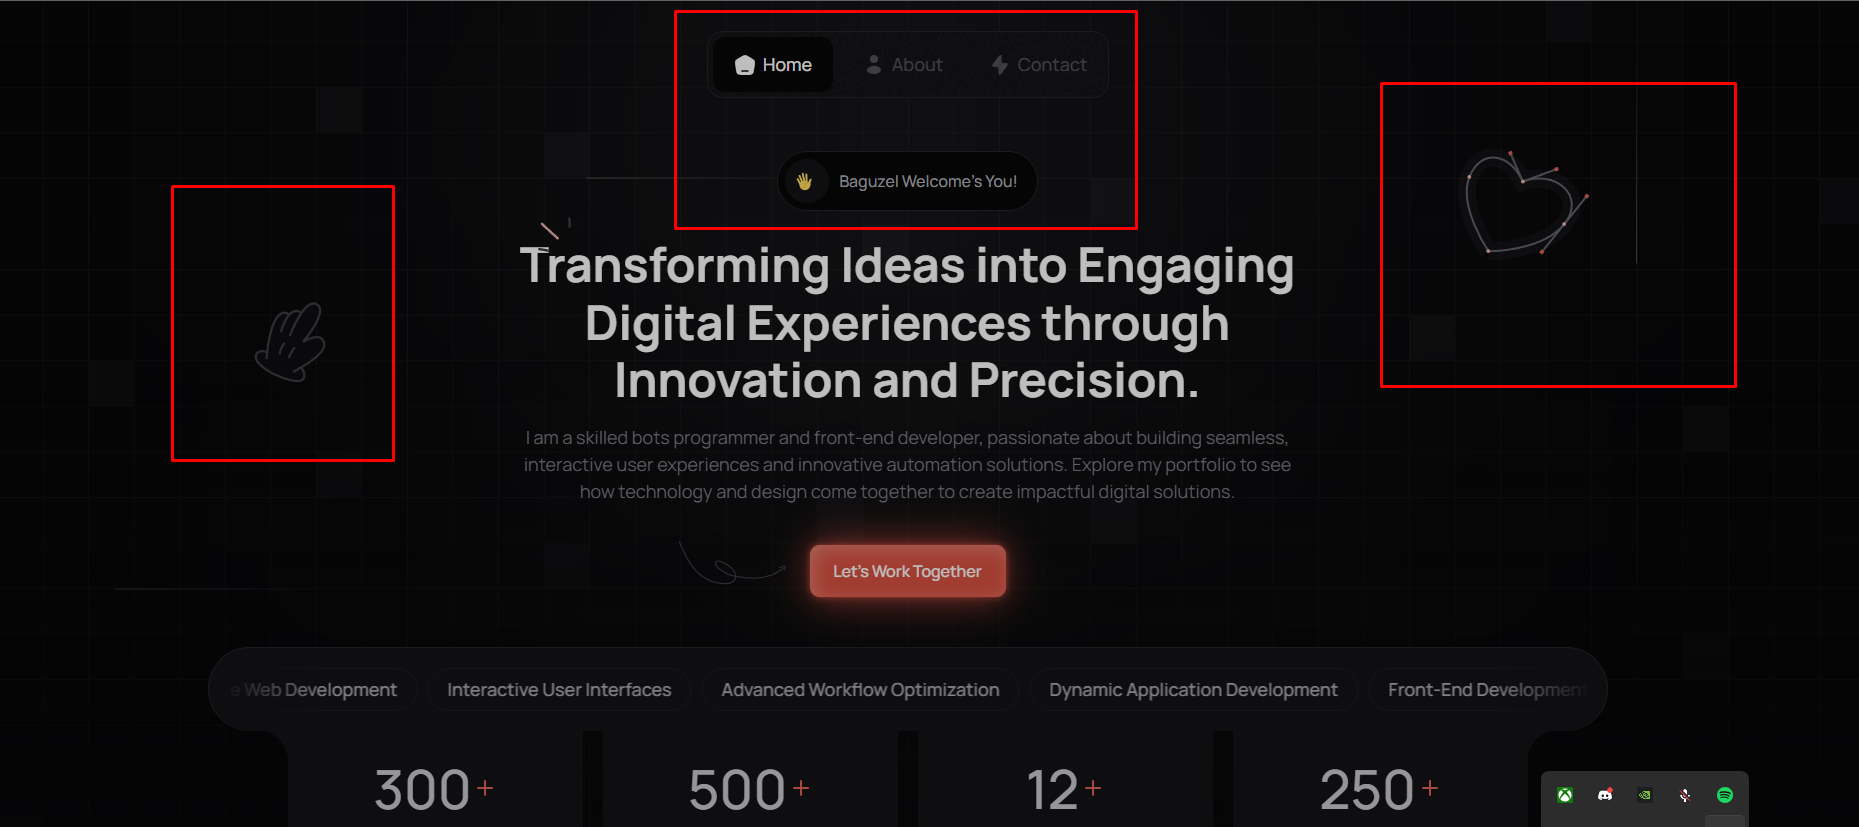 Home
About
Contact
Baguzel Welcome's You!
Transforming Ideas into Engaging
Digital Experiences through
Innovation and Precision.
I am a skilled bots programmer and front-end developer, passionate about building seamless,
interactive user experiences and innovative automation solutions. Explore my portfolio to see
how technology and design come together to create impactful digital solutions.
Let's Work Together
e Web Development
Interactive User Interfaces
Advanced Workflow Optimization
Dynamic Application Development
Front-End Development
300+
500+
12+
250+